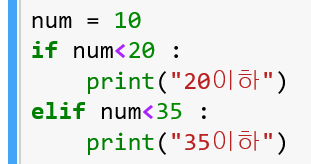 num = 10
if num<20 :
    print("20이하")
elif num<35 :
    print("35이하")